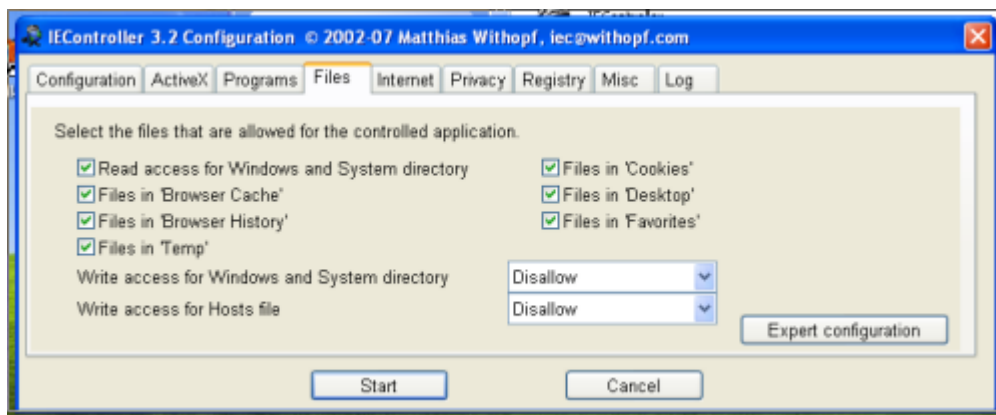 IEController 3.2 Configuration © 2002-07 Matthias Withopf, iec@withopf.com
Configuration ActiveX Programs Files Internet Privacy Registry Misc Log
Select the files that are allowed for the controlled application.
Read access for Windows and System directory Files in 'Cookies'
Files in 'Browser Cache' Files in 'Desktop'
Files in 'Browser History' Files in 'Favorites'
Files in 'Temp'
Write access for Windows and System directory Disallow
Write access for Hosts file Disallow
Expert configuration
Start Cancel